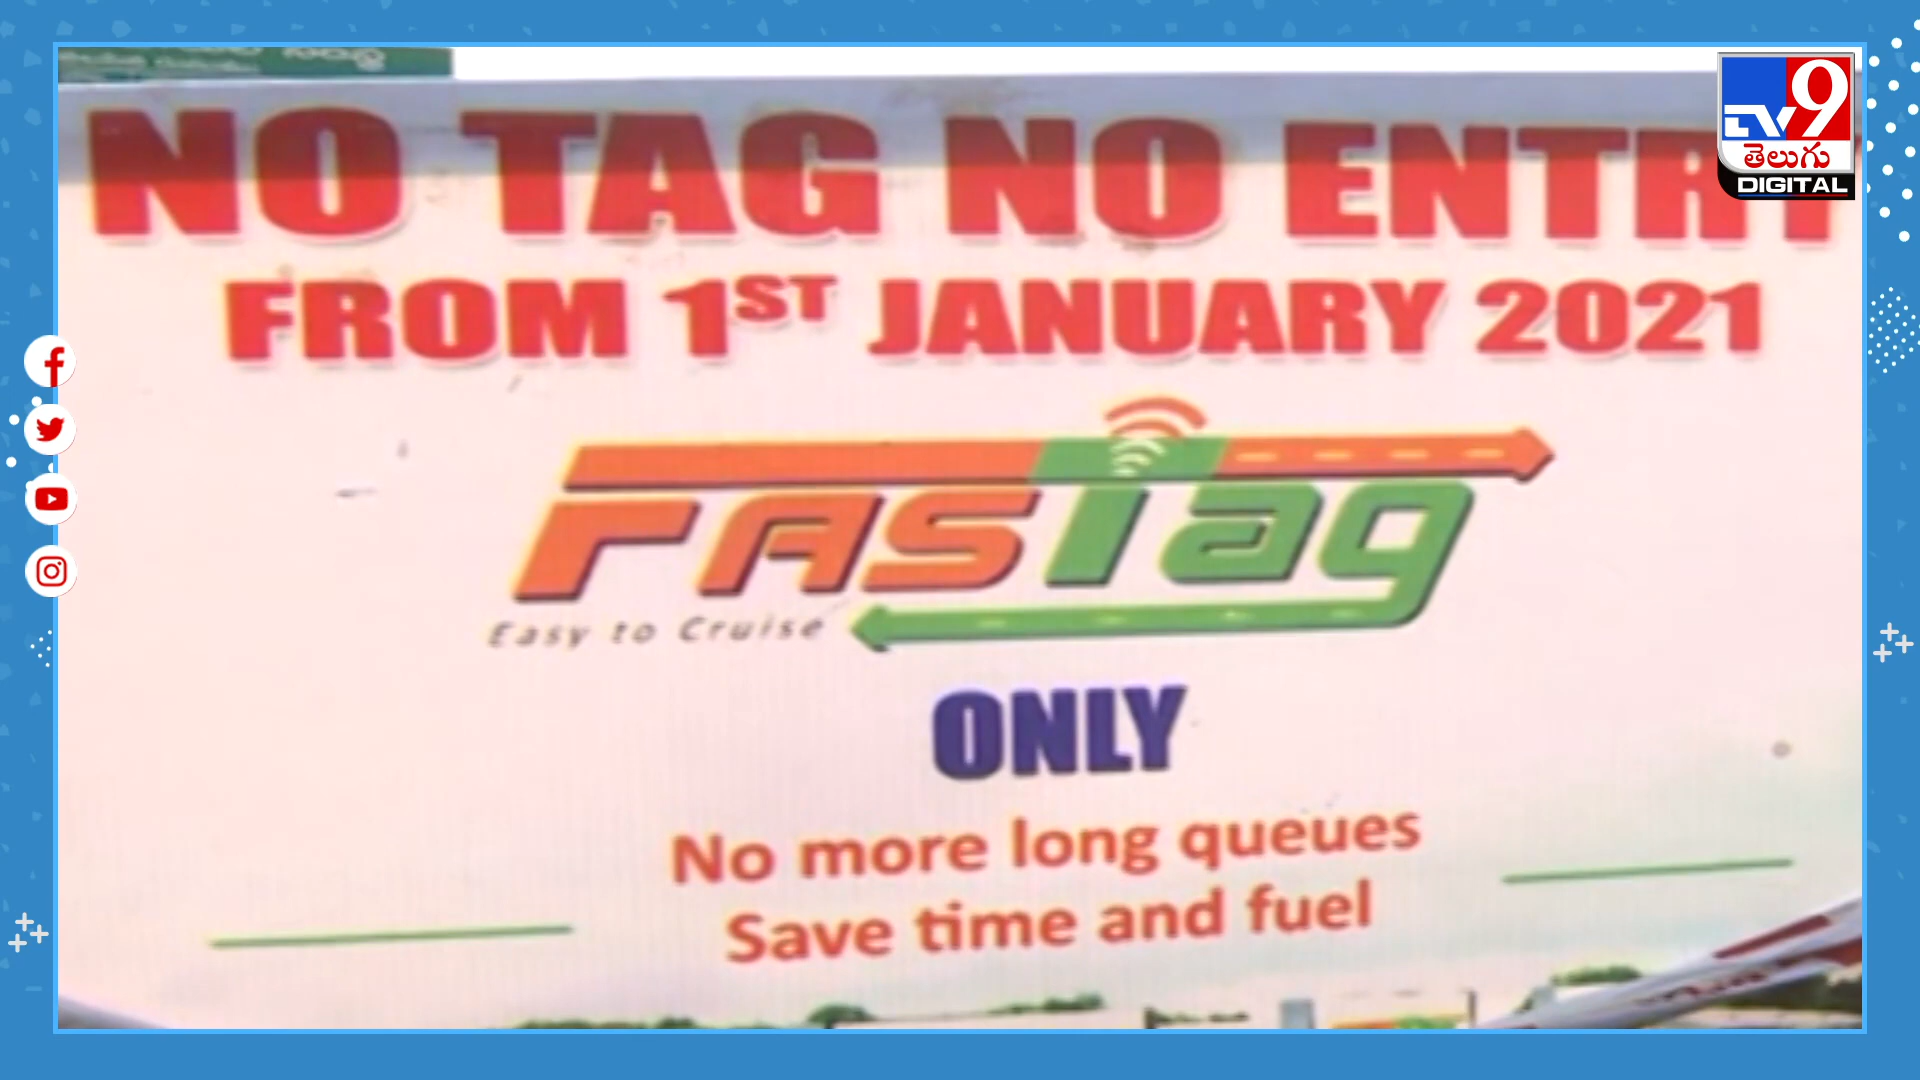 NO TAG NO ENTRY
FROM 1ST JANUARY 2021
FASTag
Easy to Cruise
ONLY
No more long queues
Save time and fuel
TV9
తెలుగు
DIGITAL